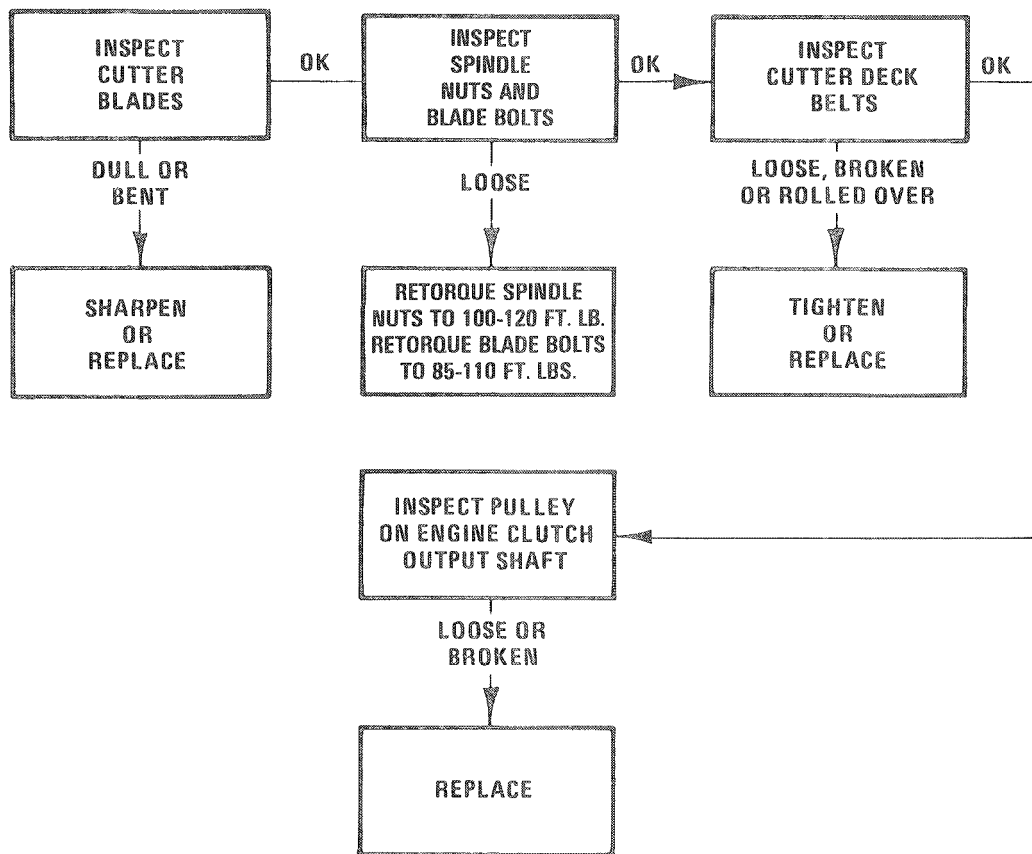 INSPECT
CUTTER
BLADES
OK
INSPECT
SPINDLE
NUTS AND
BLADE BOLTS
OK
INSPECT
CUTTER DECK
BELTS
OK
DULL OR
BENT
LOOSE
LOOSE, BROKEN
OR ROLLED OVER
SHARPEN
OR
REPLACE
RETORQUE SPINDLE
NUTS TO 100-120 FT. LB.
RETORQUE BLADE BOLTS
TO 85-110 FT. LBS.
TIGHTEN
OR
REPLACE
INSPECT PULLEY
ON ENGINE CLUTCH
OUTPUT SHAFT
LOOSE OR
BROKEN
REPLACE